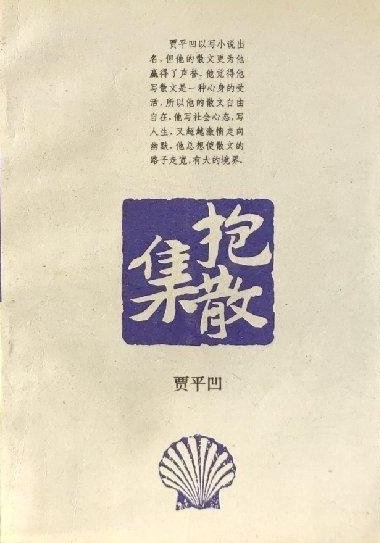 贾平凹以写小说出
名,但他的散文更为他
赢得了声誉。他觉得他
写散文是一种心身的受
活,所以他的散文自由
自在。他写社会心态,写
人生,又超越激愤走向
幽默。他总想使散文的
路子走宽,有大的境界。
抱散
集
贾平凹